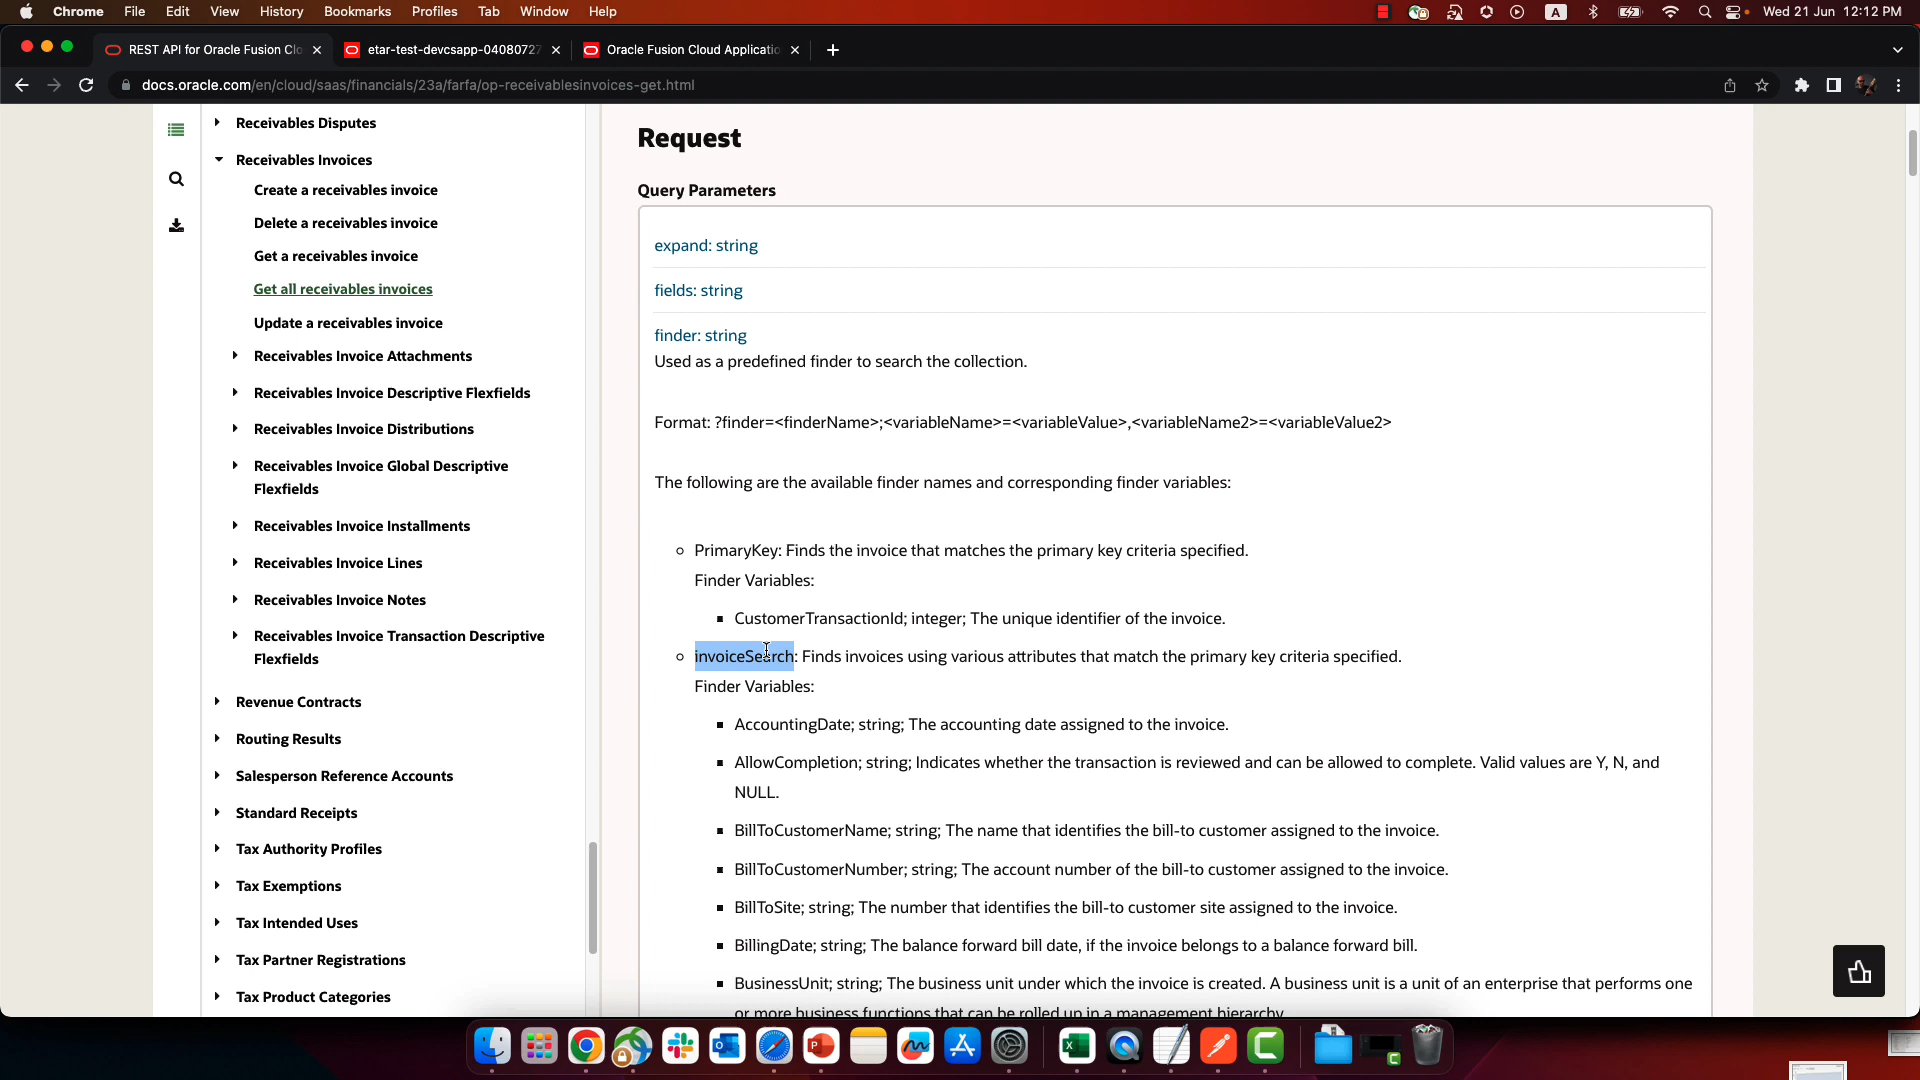 Chrome File Edit View History Bookmarks Profiles Tab Window Help A Wed 21 Jun 12:12 PM
REST API for Oracle Fusion Clo etar-test-devcsapp-04080727 Oracle Fusion Cloud Applicatio
docs.oracle.com/en/cloud/saas/financials/23a/farfa/op-receivablesinvoices-get.html
Receivables Disputes
Receivables Invoices
Create a receivables invoice
Delete a receivables invoice
Get a receivables invoice
Get all receivables invoices
Update a receivables invoice
Receivables Invoice Attachments
Receivables Invoice Descriptive Flexfields
Receivables Invoice Distributions
Receivables Invoice Global Descriptive
Flexfields
Receivables Invoice Installments
Receivables Invoice Lines
Receivables Invoice Notes
Receivables Invoice Transaction Descriptive
Flexfields
Revenue Contracts
Routing Results
Salesperson Reference Accounts
Standard Receipts
Tax Authority Profiles
Tax Exemptions
Tax Intended Uses
Tax Partner Registrations
Tax Product Categories
Request
Query Parameters
expand: string
fields: string
finder: string
Used as a predefined finder to search the collection.
Format: ?finder=<finderName>;<variableName>=<variableValue>,<variableName2>=<variableValue2>
The following are the available finder names and corresponding finder variables:
PrimaryKey: Finds the invoice that matches the primary key criteria specified.
Finder Variables:
CustomerTransactionId; integer; The unique identifier of the invoice.
invoiceSearch: Finds invoices using various attributes that match the primary key criteria specified.
Finder Variables:
AccountingDate; string; The accounting date assigned to the invoice.
AllowCompletion; string; Indicates whether the transaction is reviewed and can be allowed to complete. Valid values are Y, N, and
NULL.
BillToCustomerName; string; The name that identifies the bill-to customer assigned to the invoice.
BillToCustomerNumber; string; The account number of the bill-to customer assigned to the invoice.
BillToSite; string; The number that identifies the bill-to customer site assigned to the invoice.
BillingDate; string; The balance forward bill date, if the invoice belongs to a balance forward bill.
BusinessUnit; string; The business unit under which the invoice is created. A business unit is a unit of an enterprise that performs one
or more business functions that can be rolled up in a management hierarchy.